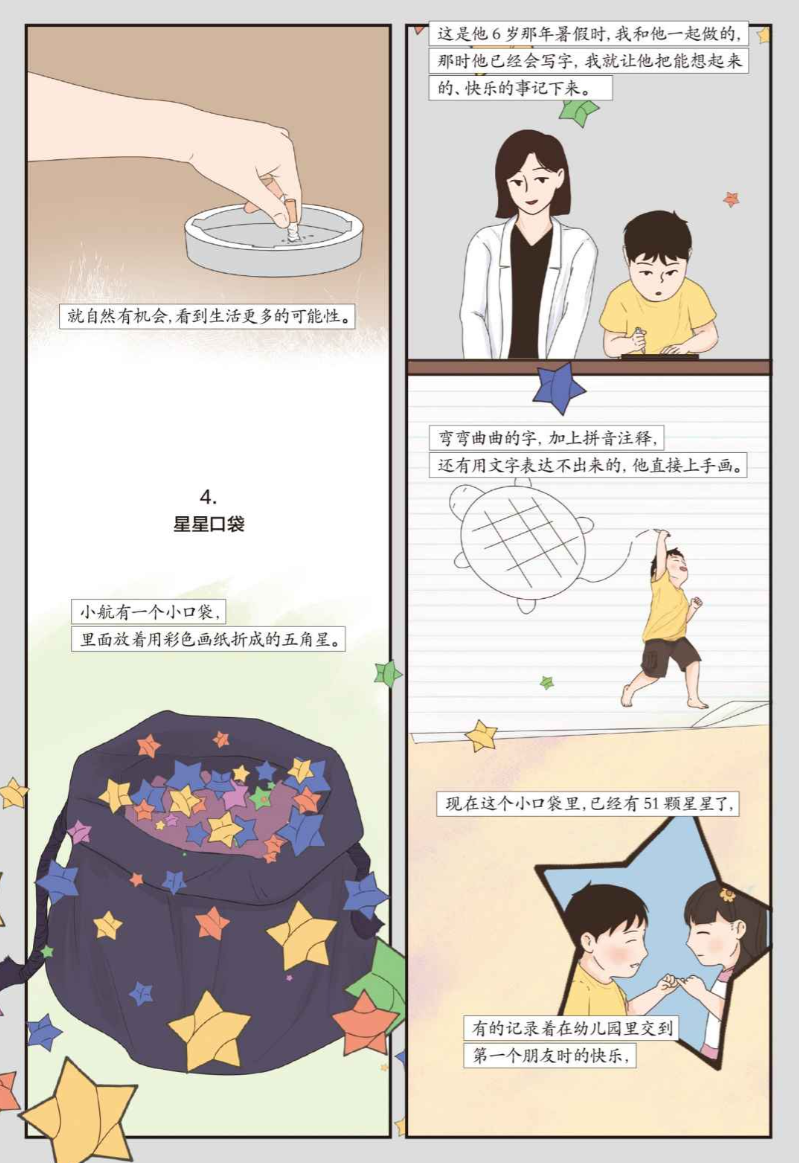 就自然有机会,看到生活更多的可能性。
4.
星星口袋
小航有一个小口袋,
里面放着用彩色画纸折成的五角星。
这是他6岁那年暑假时,我和他一起做的,
那时他已经会写字,我就让他把能想起来
的、快乐的事记下来。
弯弯曲曲的字,加上拼音注释,
还有用文字表达不出来的,他直接上手画。
现在这个小口袋里,已经有51颗星星了,
有的记录着在幼儿园里交到
第一个朋友时的快乐,